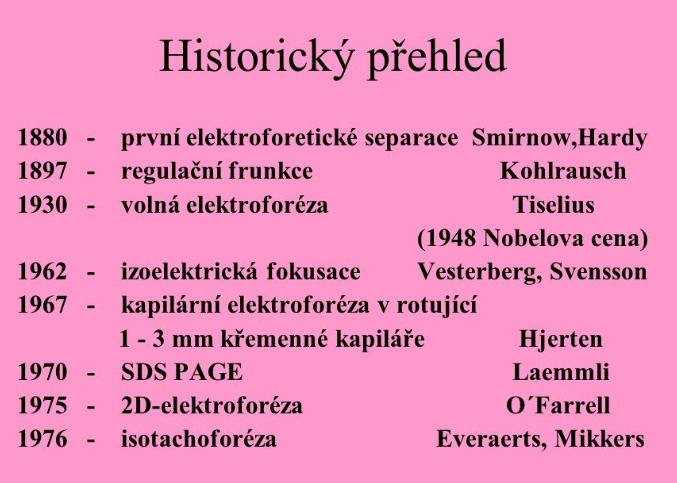 Historický přehled
1880 - první elektroforetické separace Smirnow,Hardy
1897 - regulační frunkce Kohlrausch
1930 - volná elektroforéza Tiselius
(1948 Nobelova cena)
1962 - izoelektrická fokusace Vesterberg, Svensson
1967 - kapilární elektroforéza v rotující
1 - 3 mm křemenné kapiláře Hjerten
1970 - SDS PAGE Laemmli
1975 - 2D-elektroforéza O´Farrell
1976 - isotachoforéza Everaerts, Mikkers